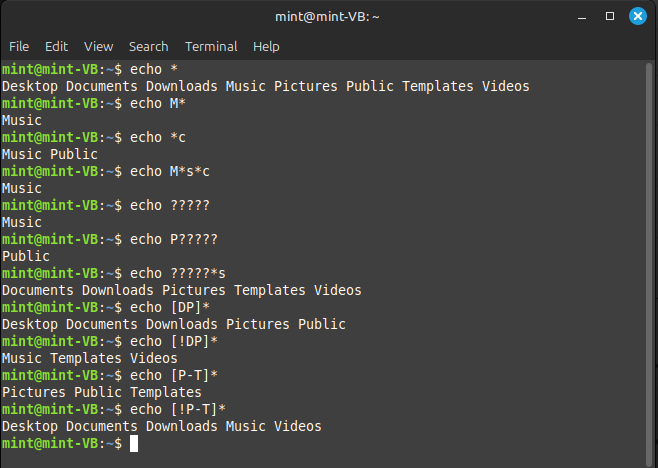 mint@mint-VB: ~
File Edit View Search Terminal Help
mint@mint-VB:~$ echo *
Desktop Documents Downloads Music Pictures Public Templates Videos
mint@mint-VB:~$ echo M*
Music
mint@mint-VB:~$ echo *c
Music Public
mint@mint-VB:~$ echo M*s*c
Music
mint@mint-VB:~$ echo ?????
Music
mint@mint-VB:~$ echo P?????
Public
mint@mint-VB:~$ echo ?????*s
Documents Downloads Pictures Templates Videos
mint@mint-VB:~$ echo [DP]*
Desktop Documents Downloads Pictures Public
mint@mint-VB:~$ echo [!DP]*
Music Templates Videos
mint@mint-VB:~$ echo [P-T]*
Pictures Public Templates
mint@mint-VB:~$ echo [!P-T]*
Desktop Documents Downloads Music Videos
mint@mint-VB:~$